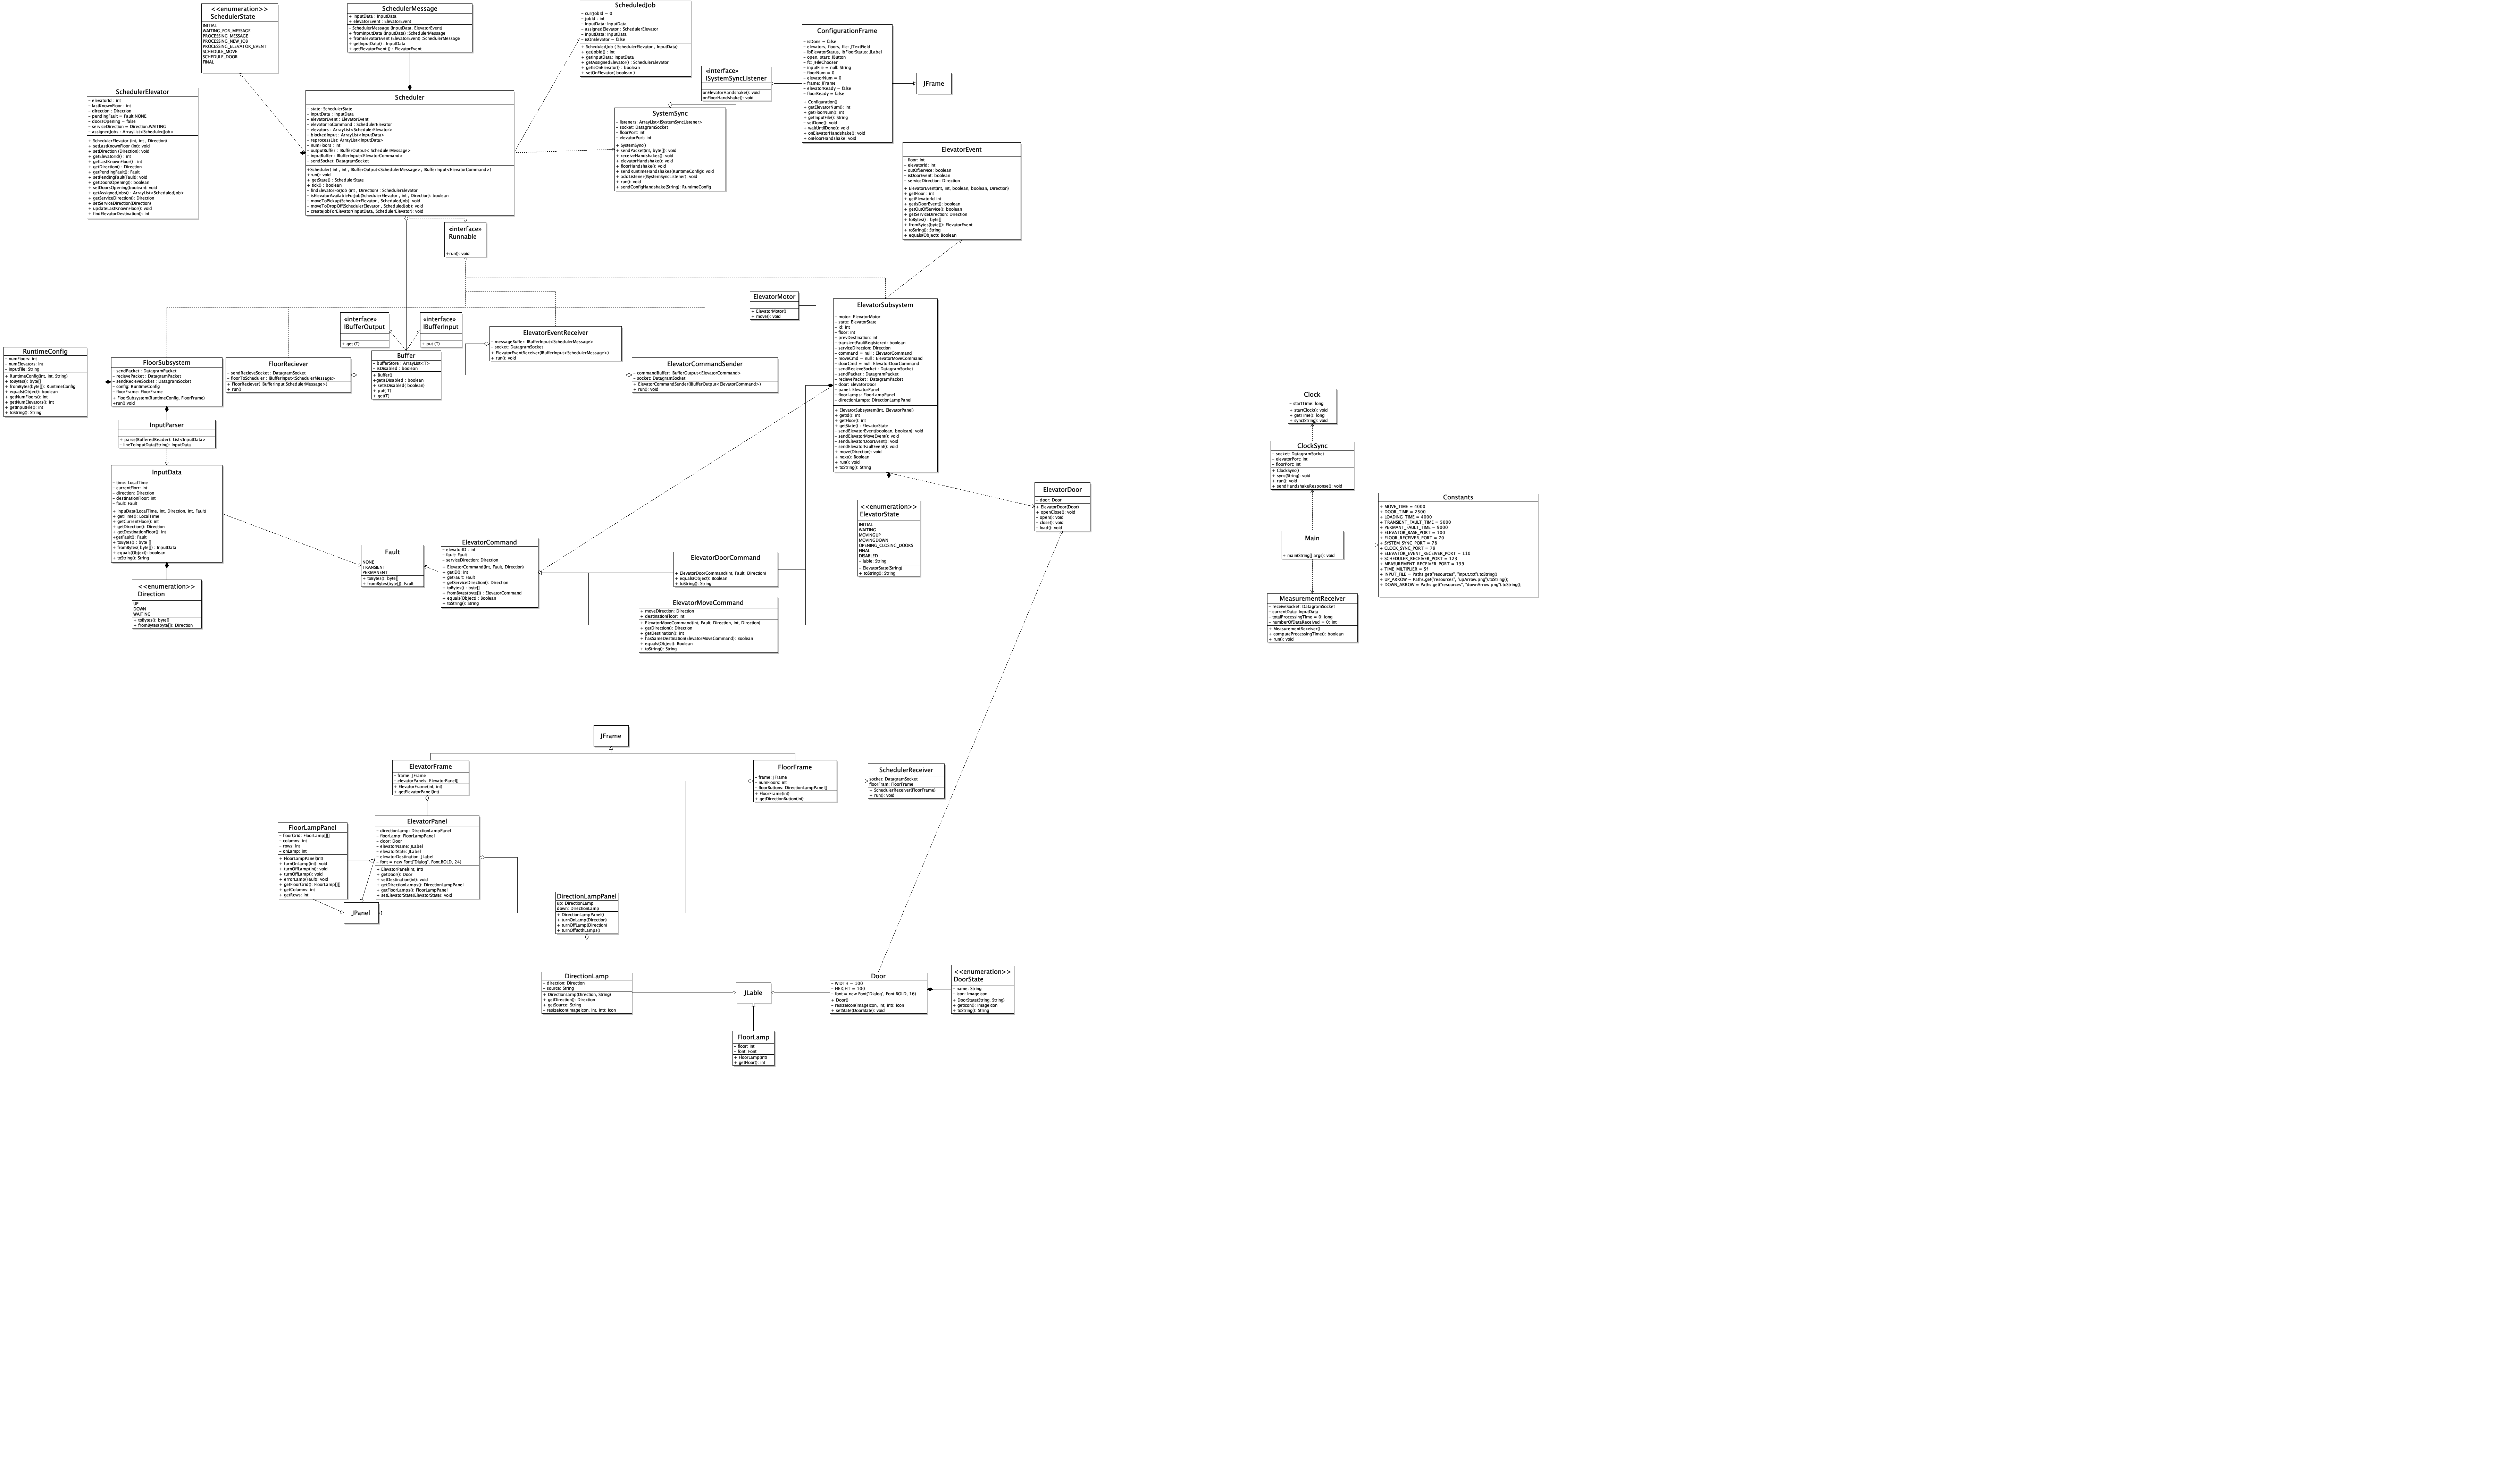 <<enumeration>>
SchedulerState
INITIAL
WAITING_FOR_MESSAGE
PROCESSING_MESSAGE
PROCESSING_NEW_JOB
PROCESSING_ELEVATOR_EVENT
SCHEDULE_MOVE
SCHEDULE_DOOR
FINAL
SchedulerMessage
+ inputData : InputData
+ elevatorEvent : ElevatorEvent
- SchedulerMessage (InputData, ElevatorEvent)
+ fromInputData (InputData) :SchedulerMessage
+ fromElevatorEvent (ElevatorEvent) :SchedulerMessage
+ getInputData() : InputData
+ getElevatorEvent () : ElevatorEvent
ScheduledJob
- currJobId = 0
- jobId : int
- inputData: InputData
- assignedElevator : SchedulerElevator
- inputData: InputData
- isOnElevator = false
+ ScheduledJob ( SchedulerElevator , InputData)
+ getJobId() : int
+ getInputData: InputData
+ getAssignedElevator() : SchedulerElevator
+ getIsOnElevator() : boolean
+ setOnElevator( boolean )
«interface»
ISystemSyncListener
onElevatorHandshake(): void
onFloorHandshake(): void
ConfigurationFrame
- isDone = false
- elevators, floors, file: JTextField
- lblElevatorStatus, lblFloorStatus: JLabel
- open, start: JButton
- fc: JFileChooser
- inputFile = null: String
- floorNum = 0
- elevatorNum = 0
- frame: JFrame
- elevatorReady = false
- floorReady = false
+ Configuration()
+ getElevatorNum(): int
+ getFloorNum(): int
+ getInputFile(): String
- setDone(): void
+ waitUntilDone(): void
+ onElevatorHandshake(): void
+ onFloorHandshake: void
JFrame
SchedulerElevator
- elevatorId : int
- lastKnownFloor : int
- direction : Direction
- pendingFault = Fault.NONE
- doorsOpening = false
- serviceDirection = Direction.WAITING
- assignedJobs : ArrayList<ScheduledJob>
+ SchedulerElevator (int, int , Direction)
+ setLastKnownFloor (int): void
+ setDirection (Direction): void
+ getElevatorId() : int
+ getLastKnownFloor() : int
+ getDirection() : Direction
+ getPendingFault(): Fault
+ setPendingFault(Fault): void
+ getDoorsOpening(): boolean
+ setDoorsOpening(boolean): void
+ getAssignedJobs() : ArrayList<ScheduledJob>
+ getServiceDirection(): Direction
+ setServiceDirection(Direction)
+ updateLastKnownFloor(): void
+ findElevatorDestination(): int
Scheduler
- state: SchedulerState
- inputData : InputData
- elevatorEvent : ElevatorEvent
- elevatorToCommand : SchedulerElevator
- elevators : ArrayList<SchedulerElevator>
- blockedInput : ArrayList<InputData>
- reprocessList: ArrayList<InputData>
- numFloors : int
- outputBuffer : IBufferOutput< SchedulerMessage>
- inputBuffer : IBufferInput<ElevatorCommand>
- sendSocket: DatagramSocket
+Scheduler( int , int , IBufferOutput<SchedulerMessage>, IBufferInput<ElevatorCommand>)
+run(): void
+ getState() : SchedulerState
+ tick() : boolean
- findElevatorForJob (int , Direction) : SchedulerElevator
- isElevatorAvailableForJob(SchedulerElevator , int , Direction): boolean
- moveToPickup(SchedulerElevator , ScheduledJob): void
- moveToDropOff(SchedulerElevator , ScheduledJob): void
- createJobForElevator(InputData, SchedulerElevator): void
SystemSync
- listeners: ArrayList<ISystemSyncListener>
- socket: DatagramSocket
- floorPort: int
- elevatorPort: int
+ SystemSync()
+ sendPacket(int, byte[]): void
+ receiveHandshakes(): void
+ elevatorHandshake(): void
+ floorHandshake(): void
- sendRuntimeHandshakes(RuntimeConfig): void
+ addListener(SystemSyncListener): void
+ run(): void
+ sendConfigHandshake(String): RuntimeConfig
ElevatorEvent
- floor: int
- elevatorId: int
- outOfService: boolean
- isDoorEvent: boolean
- serviceDirection: Direction
+ ElevatorEvent(int, int, boolean, boolean, Direction)
+ getFloor : int
+ getElevatorId int
+ getIsDoorEvent(): boolean
+ getOutOfService(): boolean
+ getServiceDirection: Direction
+ toBytes() : byte[]
+ fromBytes(byte[]): ElevatorEvent
+ toString(): String
+ equals(Object): Boolean
«interface»
Runnable
+run(): void
«interface»
IBufferOutput
+ get (T)
«interface»
IBufferInput
+ put (T)
ElevatorEventReceiver
- messageBuffer: IBufferInput<SchedulerMessage>
- socket: DatagramSocket
+ ElevatorEventReceiver(IBufferInput<SchedulerMessage>)
+ run(): void
ElevatorMotor
+ ElevatorMotor()
+ move(): void
ElevatorSubsystem
- motor: ElevatorMotor
- state: ElevatorState
- id: int
- floor: int
- prevDestination: int
- transientFaultRegistered: boolean
- serviceDirection: Direction
- command = null : ElevatorCommand
- moveCmd = null : ElevatorMoveCommand
- doorCmd = null: ElevatorDoorCommand
- sendRecieveSocket : DatagramSocket
- sendPacket : DatagramPacket
- recievePacket : DatagramPacket
- door: ElevatorDoor
- panel: ElevatorPanel
- floorLamps: FloorLampPanel
- directionLamps: DirectionLampPanel
+ ElevatorSubsystem(int, ElevatorPanel)
+ getId(): int
+ getFloor(): int
+ getState() : ElevatorState
- sendElevatorEvent(boolean, boolean): void
- sendElevatorMoveEvent(): void
- sendElevatorDoorEvent(): void
- sendElevatorFaultEvent(): void
+ move(Direction): void
+ next(): Boolean
+ run(): void
+ toString(): String
RuntimeConfig
- numFloors: int
- numElevators: int
- inputFile: String
+ RuntimeConfig(int, int, String)
+ toBytes(): byte[]
+ fromBytes(byte[]): RuntimeConfig
+ equals(Object): boolean
+ getNumFloors(): int
+ getNumElevators(): int
+ getInputFile(): int
+ toString(): String
FloorSubsystem
- sendPacket : DatagramPacket
- recievePacket : DatagramPacket
- sendRecieveSocket : DatagramSocket
- config: RuntimeConfig
- floorFrame: FloorFrame
+ FloorSubsystem(RuntimeConfig, FloorFrame)
+run():void
FloorReciever
- sendRecieveSocket : DatagramSocket
- floorToScheduler : IBufferInput<SchedulerMessage>
+ FloorReciever( IBufferInput,SchedulerMessage>)
+ run()
Buffer
- bufferStore : ArrayList<T>
- isDisabled : boolean
+ Buffer()
+getIsDisabled : boolean
+ setIsDisabled( boolean)
+ put( T)
+ get(T)
ElevatorCommandSender
- commandBuffer: IBufferOutput<ElevatorCommand>
- socket: DatagramSocket
+ ElevatorCommandSender(IBufferOutput<ElevatorCommand>)
+ run(): void
InputParser
+ parse(BufferedReader): List<InputData>
- lineToInputData(String): InputData
InputData
- time: LocalTime
- currentFlorr: int
- direction: Direction
- destinationFloor: int
- fault: Fault
+ InpuData(LocalTime, int, Direction, int, Fault)
+ getTime(): LocalTime
+ getCurrentFloor(): int
+ getDirection(): Direction
+ getDestinationFloor(): int
+getFault(): Fault
+ toBytes() : byte []
+ fromBytes( byte[]) : InputData
+ equals(Object): boolean
+ toString(): String
<<enumeration>>
Direction
UP
DOWN
WAITING
+ toBytes(): byte[]
+ fromBytes(byte[]): Direction
Fault
NONE
TRANSIENT
PERMANENT
+ toBytes(): byte[]
+ fromBytes(byte[]): Fault
ElevatorCommand
- elevatorID : int
- fault: Fault
- serviceDirection: Direction
+ ElevatorCommand(int, Fault, Direction)
+ getID(): int
+ getFault: Fault
+ getServiceDirection(): Direction
+ toBytes() : byte[]
+ fromBytes(byte[]) : ElevatorCommand
+ equals(Object) : Boolean
+ toString(): String
ElevatorDoorCommand
+ ElevatorDoorCommand(int, Fault, Direction)
+ equals(Object): Boolean
+ toString(): String
ElevatorMoveCommand
+ moveDirection: Direction
+ destinationFloor: int
+ ElevatorMoveCommand(int, Fault, Direction, int, Direction)
+ getDirection(): Direction
+ getDestination(): int
+ hasSameDestination(ElevatorMoveCommand): Boolean
+ equals(Object): Boolean
+ toString(): String
<<enumeration>>
ElevatorState
INITIAL
WAITING
MOVINGUP
MOVINGDOWN
OPENING_CLOSING_DOORS
FINAL
DISABLED
- lable: String
- ElevatorState(String)
+ toString(): String
ElevatorDoor
- door: Door
+ ElevatorDoor(Door)
+ openClose(): void
- open(): void
- close(): void
- load(): void
Clock
- startTime: long
+ startClock(): void
+ getTime(): long
+ sync(String): void
ClockSync
- socket: DatagramSocket
- elevatorPort: int
- floorPort: int
+ ClockSync()
+ sync(String): void
+ run(): void
+ sendHandshakeResponse(): void
Main
+ main(String[] args): void
Constants
+ MOVE_TIME = 4000
+ DOOR_TIME = 2500
+ LOADING_TIME = 4000
+ TRANSIENT_FAULT_TIME = 5000
+ PERMANT_FAULT_TIME = 9000
+ ELEVATOR_BASE_PORT = 100
+ FLOOR_RECEIVER_PORT = 70
+ SYSTEM_SYNC_PORT = 78
+ CLOCK_SYNC_PORT = 79
+ ELEVATOR_EVENT_RECEIVER_PORT = 110
+ SCHEDULER_RECEIVER_PORT = 123
+ MEASUREMENT_RECEIVER_PORT = 139
+ TIME_MILTIPLIER = 5f
+ INPUT_FILE = Paths.get("resources", "input.txt").toString()
+ UP_ARROW = Paths.get("resources", "upArrow.png").toString();
+ DOWN_ARROW = Paths.get("resources", "downArrow.png").toString();
MeasurementReceiver
- receiveSocket: DatagramSocket
- currentData: InputData
- totalProcessingTime = 0: long
- numberOfDataReceived = 0: int
+ MeasurementReceiver()
+ computeProcessingTime(): boolean
+ run(): void
JFrame
ElevatorFrame
- frame: JFrame
- elevatorPanels: ElevatorPanel[]
+ ElevatorFrame(int, int)
+ getElevatorPanel(int)
FloorFrame
- frame: JFrame
- numFloors: int
- floorButtons: DirectionLampPanel[]
+ FloorFrame(int)
+ getDirectionButton(int)
SchedulerReceiver
socket: DatagramSocket
floorFram: FloorFrame
+ SchedulerReceiver(FloorFrame)
+ run(): void
FloorLampPanel
- floorGrid: FloorLamp[][]
- columns: int
- rows: int
- onLamp: int
+ FloorLampPanel(int)
+ turnOnLamp(int): void
+ turnOffLamp(int): void
+ turnOffLamp(): void
+ errorLamp(Fault): void
+ getFloorGrid(): FloorLamp[][]
+ getColumns: int
+ getRows: int
ElevatorPanel
- directionLamp: DirectionLampPanel
- floorLamp: FloorLampPanel
- door: Door
- elevatorName: JLabel
- elevatorState: JLabel
- elevatorDestination: JLabel
- font = new Font("Dialog", Font.BOLD, 24)
+ ElevatorPanel(int, int)
+ getDoor(): Door
+ setDestination(int): void
+ getDirectionLamps(): DirectionLampPanel
+ getFloorLamps(): FloorLampPanel
+ setElevatorState(ElevatorState): void
JPanel
DirectionLampPanel
up: DirectionLamp
down: DirectionLamp
+ DirectionLampPanel()
+ turnOnLamp(Direction)
+ turnOffLamp(Direction)
+ turnOffBothLamps()
DirectionLamp
- direction: Direction
- source: String
+ DirectionLamp(Direction, String)
+ getDirection(): Direction
+ getSource: String
- resizeIcon(ImageIcon, int, int): Icon
JLable
Door
- WIDTH = 100
- HEIGHT = 100
- font = new Font("Dialog", Font.BOLD, 16)
+ Door()
- resizeIcon(ImageIcon, int, int): Icon
+ setState(DoorState): void
<<enumeration>>
DoorState
- name: String
- icon: ImageIcon
+ DoorState(String, String)
+ getIcon(): ImageIcon
+ toString(): String
FloorLamp
- floor: int
- font: Font
+ FloorLamp(int)
+ getFloor(): int